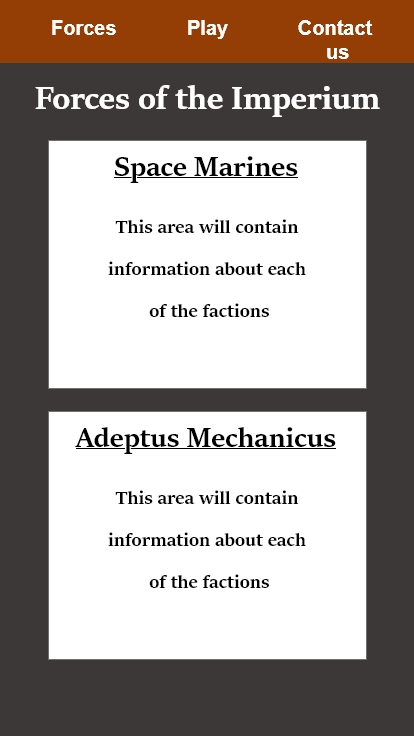 Forces Play Contact
us
Forces of the Imperium
Space Marines
This area will contain
information about each
of the factions
Adeptus Mechanicus
This area will contain
information about each
of the factions